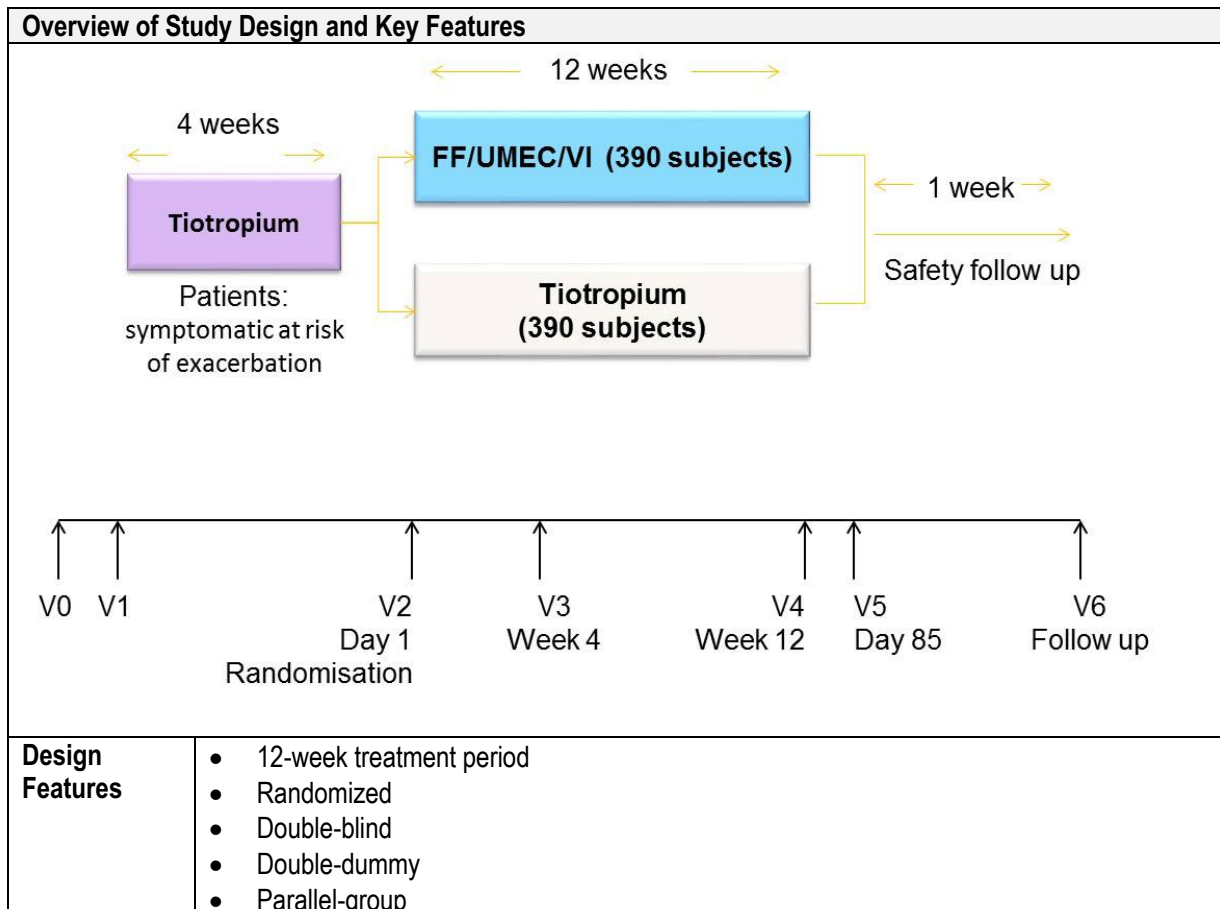 Overview of Study Design and Key Features
12 weeks
4 weeks
FF/UMEC/VI (390 subjects)
1 week
Tiotropium
Safety follow up
Patients:
symptomatic at risk
of exacerbation
Tiotropium
(390 subjects)
V0 V1 V2 V3 V4 V5 V6
Day 1 Week 4 Week 12 Day 85 Follow up
Randomisation
Design
Features
• 12-week treatment period
• Randomized
• Double-blind
• Double-dummy
• Parallel-group